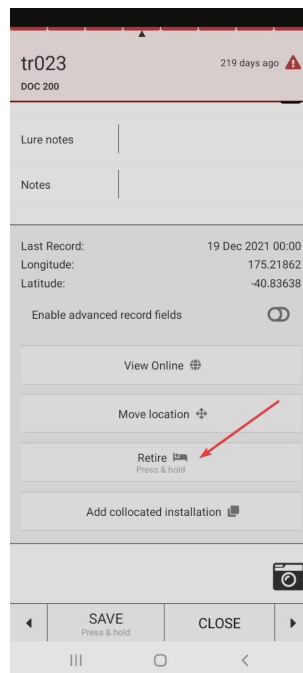 tr023
219 days ago
DOC 200
Lure notes
Notes
Last Record: 19 Dec 2021 00:00
Longitude: 175.21862
Latitude: -40.83638
Enable advanced record fields
View Online
Move location
Retire
Press & hold
Add collocated installation
SAVE
Press & hold
CLOSE